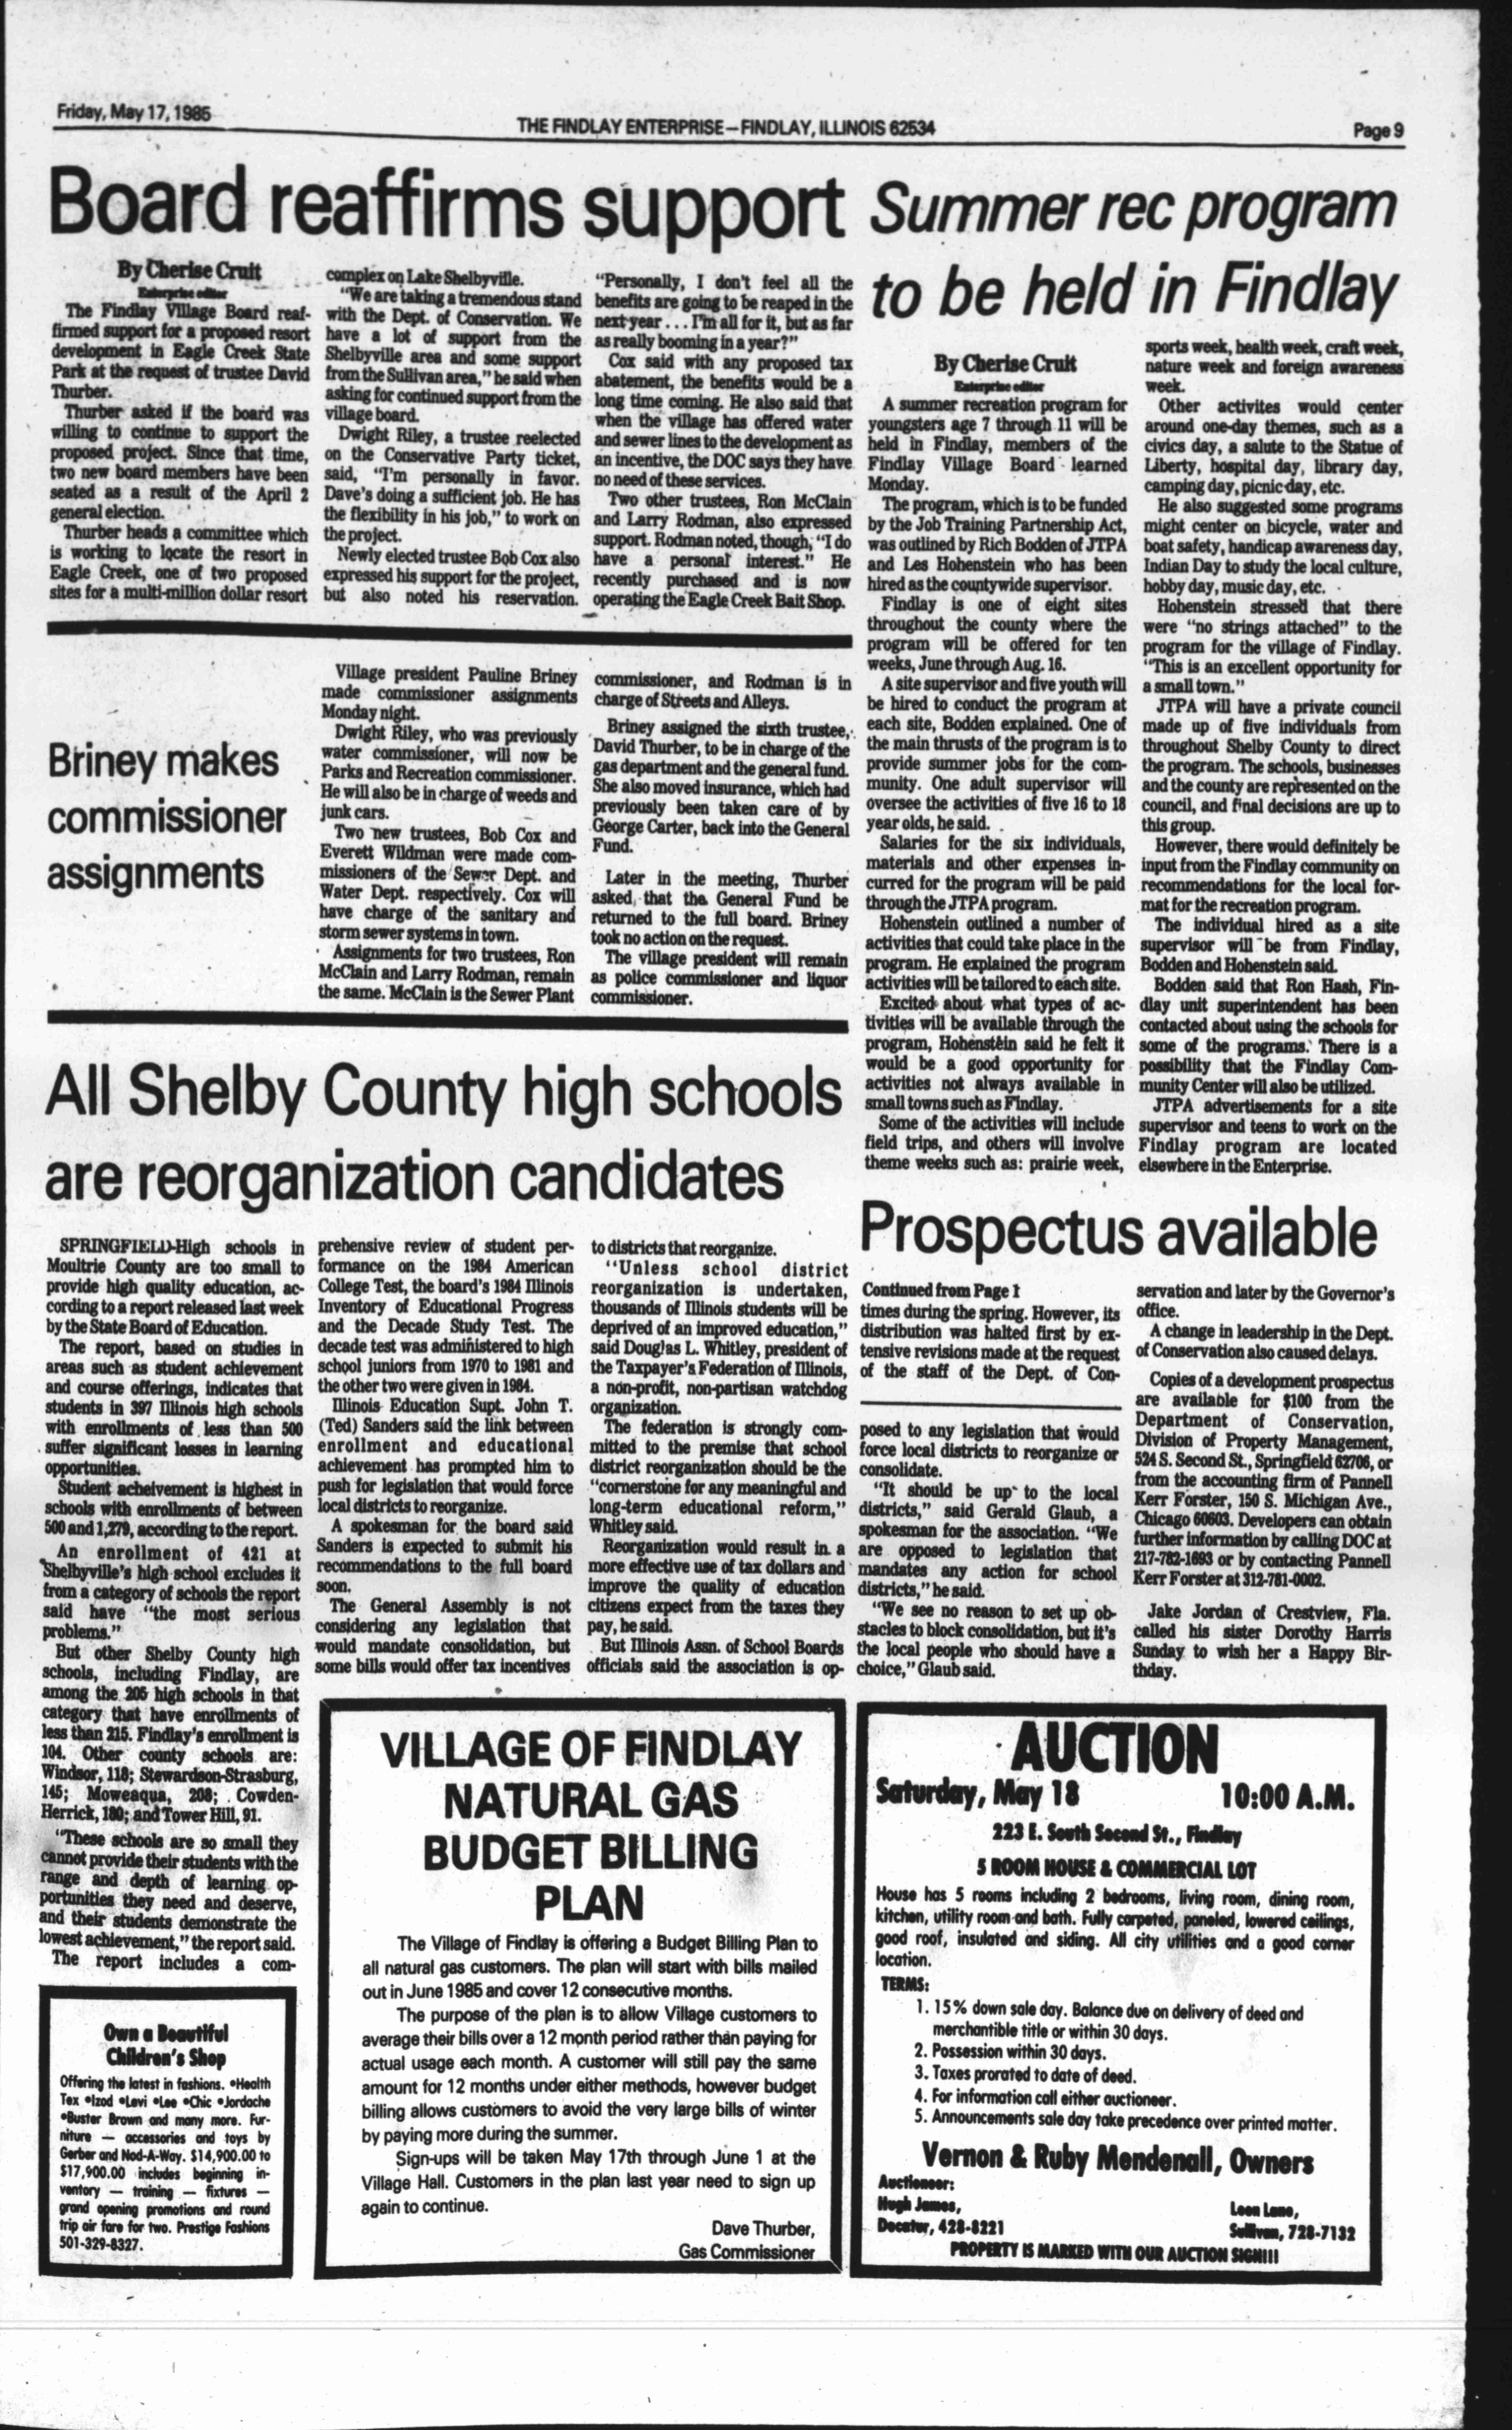 Friday, May 17, 1985
THE FINDLAY ENTERPRISE—FINDLAY, ILLINOIS 62534
Page 9
Board reaffirms support
By Cherise Cruit
Enterprise editor
The Findlay Village Board reaf-
firmed support for a proposed resort
development in Eagle Creek State
Park at the request of trustee David
Thurber.
Thurber asked if the board was
willing to continue to support the
proposed project. Since that time,
two new board members have been
seated as a result of the April 2
general election.
Thurber heads a committee which
is working to locate the resort in
Eagle Creek, one of two proposed
sites for a multi-million dollar resort
complex on Lake Shelbyville.
"We are taking a tremendous stand
with the Dept. of Conservation. We
have a lot of support from the
Shelbyville area and some support
from the Sullivan area," he said when
asking for continued support from the
village board.
Dwight Riley, a trustee reelected
on the Conservative Party ticket,
said, "I'm personally in favor.
Dave's doing a sufficient job. He has
the flexibility in his job," to work on
the project.
Newly elected trustee Bob Cox also
expressed his support for the project,
but also noted his reservation.
"Personally, I don't feel all the
benefits are going to be reaped in the
next year . . . I'm all for it, but as far
as really booming in a year?"
Cox said with any proposed tax
abatement, the benefits would be a
long time coming. He also said that
when the village has offered water
and sewer lines to the development as
an incentive, the DOC says they have
no need of these services.
Two other trustees, Ron McClain
and Larry Rodman, also expressed
support. Rodman noted, though, "I do
have a personal interest." He
recently purchased and is now
operating the Eagle Creek Bait Shop.
Summer rec program
to be held in Findlay
By Cherise Cruit
Enterprise editor
A summer recreation program for
youngsters age 7 through 11 will be
held in Findlay, members of the
Findlay Village Board learned
Monday.
The program, which is to be funded
by the Job Training Partnership Act,
was outlined by Rich Bodden of JTPA
and Les Hohenstein who has been
hired as the countywide supervisor.
Findlay is one of eight sites
throughout the county where the
program will be offered for ten
weeks, June through Aug. 16.
A site supervisor and five youth will
be hired to conduct the program at
each site, Bodden explained. One of
the main thrusts of the program is to
provide summer jobs for the com-
munity. One adult supervisor will
oversee the activities of five 16 to 18
year olds, he said.
Salaries for the six individuals,
materials and other expenses in-
curred for the program will be paid
through the JTPA program.
Hohenstein outlined a number of
activities that could take place in the
program. He explained the program
activities will be tailored to each site.
Excited about what types of ac-
tivities will be available through the
program, Hohenstein said he felt it
would be a good opportunity for
activities not always available in
small towns such as Findlay.
Some of the activities will include
field trips, and others will involve
theme weeks such as: prairie week,
sports week, health week, craft week,
nature week and foreign awareness
week.
Other activites would center
around one-day themes, such as a
civics day, a salute to the Statue of
Liberty, hospital day, library day,
camping day, picnic day, etc.
He also suggested some programs
might center on bicycle, water and
boat safety, handicap awareness day,
Indian Day to study the local culture,
hobby day, music day, etc.
Hohenstein stressed that there
were "no strings attached" to the
program for the village of Findlay.
"This is an excellent opportunity for
a small town."
JTPA will have a private council
made up of five individuals from
throughout Shelby County to direct
the program. The schools, businesses
and the county are represented on the
council, and final decisions are up to
this group.
However, there would definitely be
input from the Findlay community on
recommendations for the local for-
mat for the recreation program.
The individual hired as a site
supervisor will be from Findlay,
Bodden and Hohenstein said.
Bodden said that Ron Hash, Fin-
dlay unit superintendent has been
contacted about using the schools for
some of the programs. There is a
possibility that the Findlay Com-
munity Center will also be utilized.
JTPA advertisements for a site
supervisor and teens to work on the
Findlay program are located
elsewhere in the Enterprise.
Briney makes
commissioner
assignments
Village president Pauline Briney
made commissioner assignments
Monday night.
Dwight Riley, who was previously
water commissioner, will now be
Parks and Recreation commissioner.
He will also be in charge of weeds and
junk cars.
Two new trustees, Bob Cox and
Everett Wildman were made com-
missioners of the Sewer Dept. and
Water Dept. respectively. Cox will
have charge of the sanitary and
storm sewer systems in town.
Assignments for two trustees, Ron
McClain and Larry Rodman, remain
the same. McClain is the Sewer Plant
commissioner, and Rodman is in
charge of Streets and Alleys.
Briney assigned the sixth trustee,
David Thurber, to be in charge of the
gas department and the general fund.
She also moved insurance, which had
previously been taken care of by
George Carter, back into the General
Fund.
Later in the meeting, Thurber
asked that the General Fund be
returned to the full board. Briney
took no action on the request.
The village president will remain
as police commissioner and liquor
commissioner.
All Shelby County high schools
are reorganization candidates
SPRINGFIELD-High schools in
Moultrie County are too small to
provide high quality education, ac-
cording to a report released last week
by the State Board of Education.
The report, based on studies in
areas such as student achievement
and course offerings, indicates that
students in 397 Illinois high schools
with enrollments of less than 500
suffer significant losses in learning
opportunities.
Student acheivement is highest in
schools with enrollments of between
500 and 1,279, according to the report.
An enrollment of 421 at
Shelbyville's high school excludes it
from a category of schools the report
said have "the most serious
problems."
But other Shelby County high
schools, including Findlay, are
among the 205 high schools in that
category that have enrollments of
less than 215. Findlay's enrollment is
104. Other county schools are:
Windsor, 118; Stewardson-Strasburg,
145; Moweaqua, 208; Cowden-
Herrick, 180; and Tower Hill, 91.
"These schools are so small they
cannot provide their students with the
range and depth of learning op-
portunities they need and deserve,
and their students demonstrate the
lowest achievement," the report said.
The report includes a com-
prehensive review of student per-
formance on the 1984 American
College Test, the board's 1984 Illinois
Inventory of Educational Progress
and the Decade Study Test. The
decade test was administered to high
school juniors from 1970 to 1981 and
the other two were given in 1984.
Illinois Education Supt. John T.
(Ted) Sanders said the link between
enrollment and educational
achievement has prompted him to
push for legislation that would force
local districts to reorganize.
A spokesman for the board said
Sanders is expected to submit his
recommendations to the full board
soon.
The General Assembly is not
considering any legislation that
would mandate consolidation, but
some bills would offer tax incentives
to districts that reorganize.
"Unless school district
reorganization is undertaken,
thousands of Illinois students will be
deprived of an improved education,"
said Douglas L. Whitley, president of
the Taxpayer's Federation of Illinois,
a non-profit, non-partisan watchdog
organization.
The federation is strongly com-
mitted to the premise that school
district reorganization should be the
"cornerstone for any meaningful and
long-term educational reform,"
Whitley said.
Reorganization would result in a
more effective use of tax dollars and
improve the quality of education
citizens expect from the taxes they
pay, he said.
But Illinois Assn. of School Boards
officials said the association is op-
posed to any legislation that would
force local districts to reorganize or
consolidate.
"It should be up to the local
districts," said Gerald Glaub, a
spokesman for the association. "We
are opposed to legislation that
mandates any action for school
districts," he said.
"We see no reason to set up ob-
stacles to block consolidation, but it's
the local people who should have a
choice," Glaub said.
Prospectus available
Continued from Page 1
times during the spring. However, its
distribution was halted first by ex-
tensive revisions made at the request
of the staff of the Dept. of Con-
servation and later by the Governor's
office.
A change in leadership in the Dept.
of Conservation also caused delays.
Copies of a development prospectus
are available for $100 from the
Department of Conservation,
Division of Property Management,
524 S. Second St., Springfield 62706, or
from the accounting firm of Pannell
Kerr Forster, 150 S. Michigan Ave.,
Chicago 60603. Developers can obtain
further information by calling DOC at
217-782-1693 or by contacting Pannell
Kerr Forster at 312-781-0002.
Jake Jordan of Crestview, Fla.
called his sister Dorothy Harris
Sunday to wish her a Happy Bir-
thday.
Own a Beautiful
Children's Shop
Offering the latest in fashions. •Health
Tex •Izod •Levi •Lee •Chic •Jordache
•Buster Brown and many more. Fur-
niture — accessories and toys by
Gerber and Nod-A-Way. $14,900.00 to
$17,900.00 includes beginning in-
ventory — training — fixtures —
grand opening promotions and round
trip air fare for two. Prestige Fashions
501-329-8327.
VILLAGE OF FINDLAY
NATURAL GAS
BUDGET BILLING
PLAN
The Village of Findlay is offering a Budget Billing Plan to
all natural gas customers. The plan will start with bills mailed
out in June 1985 and cover 12 consecutive months.
The purpose of the plan is to allow Village customers to
average their bills over a 12 month period rather than paying for
actual usage each month. A customer will still pay the same
amount for 12 months under either methods, however budget
billing allows customers to avoid the very large bills of winter
by paying more during the summer.
Sign-ups will be taken May 17th through June 1 at the
Village Hall. Customers in the plan last year need to sign up
again to continue.
Dave Thurber,
Gas Commissioner
AUCTION
Saturday, May 18 10:00 A.M.
223 E. South Second St., Findlay
5 ROOM HOUSE & COMMERCIAL LOT
House has 5 rooms including 2 bedrooms, living room, dining room,
kitchen, utility room and bath. Fully carpeted, paneled, lowered ceilings,
good roof, insulated and siding. All city utilities and a good corner
location.
TERMS:
1. 15% down sale day. Balance due on delivery of deed and
merchantible title or within 30 days.
2. Possession within 30 days.
3. Taxes prorated to date of deed.
4. For information call either auctioneer.
5. Announcements sale day take precedence over printed matter.
Vernon & Ruby Mendenall, Owners
Auctioneer:
Hugh James,
Decatur, 428-8221
Leon Lane,
Sullivan, 728-7132
PROPERTY IS MARKED WITH OUR AUCTION SIGN!!!